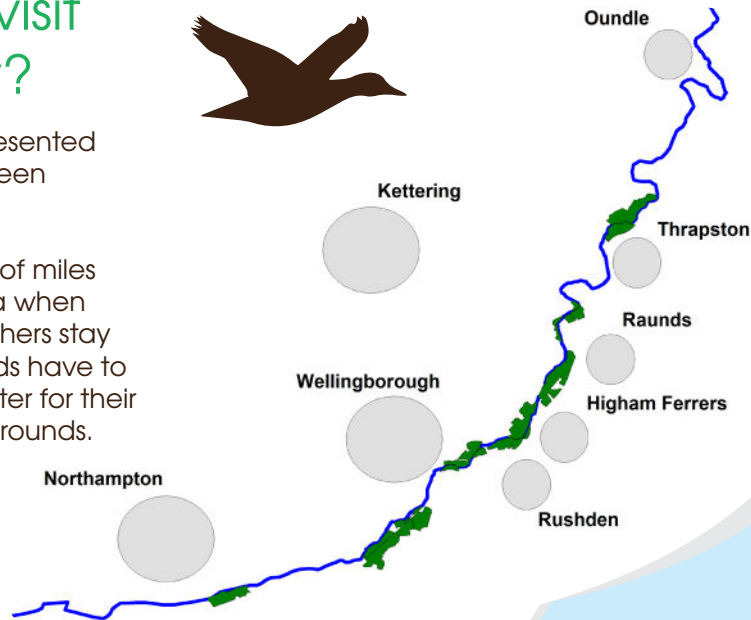 VISIT
?
esented
een
of miles
a when
hers stay
ds have to
ter for their
rounds.
Oundle
Kettering
Thrapston
Raunds
Wellingborough
Higham Ferrers
Northampton
Rushden